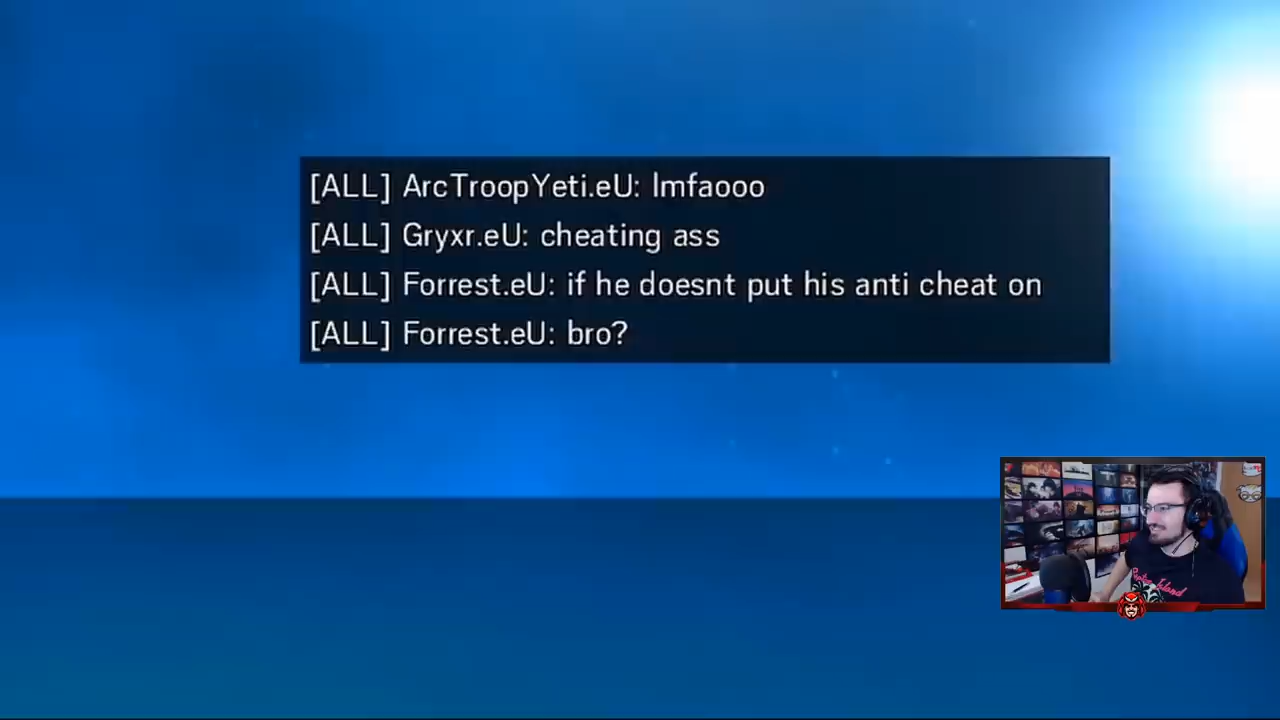 [ALL] ArcTroopYeti.eU: lmfaooo
[ALL] Gryxr.eU: cheating ass
[ALL] Forrest.eU: if he doesnt put his anti cheat on
[ALL] Forrest.eU: bro?